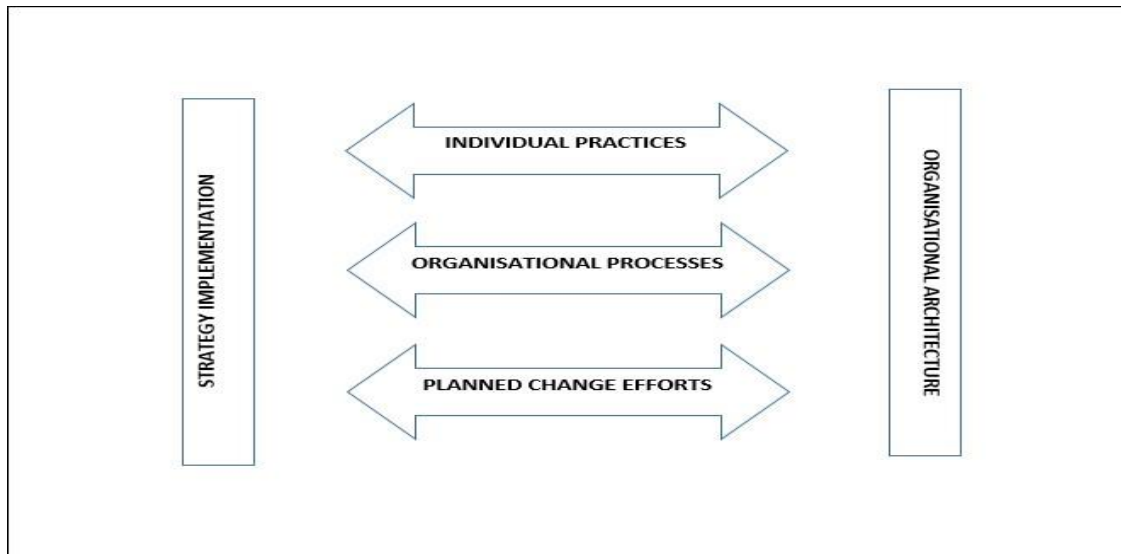 STRATEGY IMPLEMENTATION
INDIVIDUAL PRACTICES
ORGANISATIONAL PROCESSES
PLANNED CHANGE EFFORTS
ORGANISATIONAL ARCHITECTURE